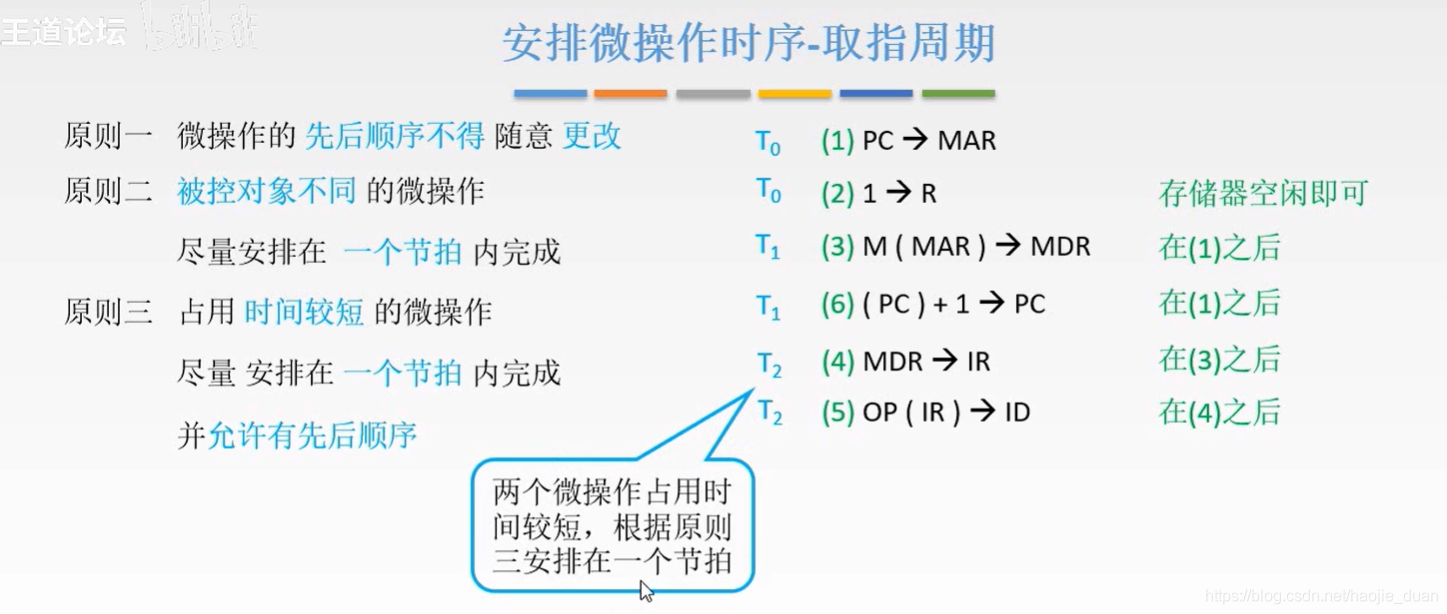 王道论坛 bilibili
安排微操作时序-取指周期
原则一 微操作的 先后顺序不得 随意 更改
原则二 被控对象不同 的微操作
尽量安排在 一个节拍 内完成
原则三 占用 时间较短 的微操作
尽量 安排在 一个节拍 内完成
并允许有先后顺序
T0 (1) PC → MAR
T0 (2) 1 → R 存储器空闲即可
T1 (3) M ( MAR ) → MDR 在(1)之后
T1 (6) ( PC ) + 1 → PC 在(1)之后
T2 (4) MDR → IR 在(3)之后
T2 (5) OP ( IR ) → ID 在(4)之后
两个微操作占用时
间较短，根据原则
三安排在一个节拍
https://blog.csdn.net/haojie_duan